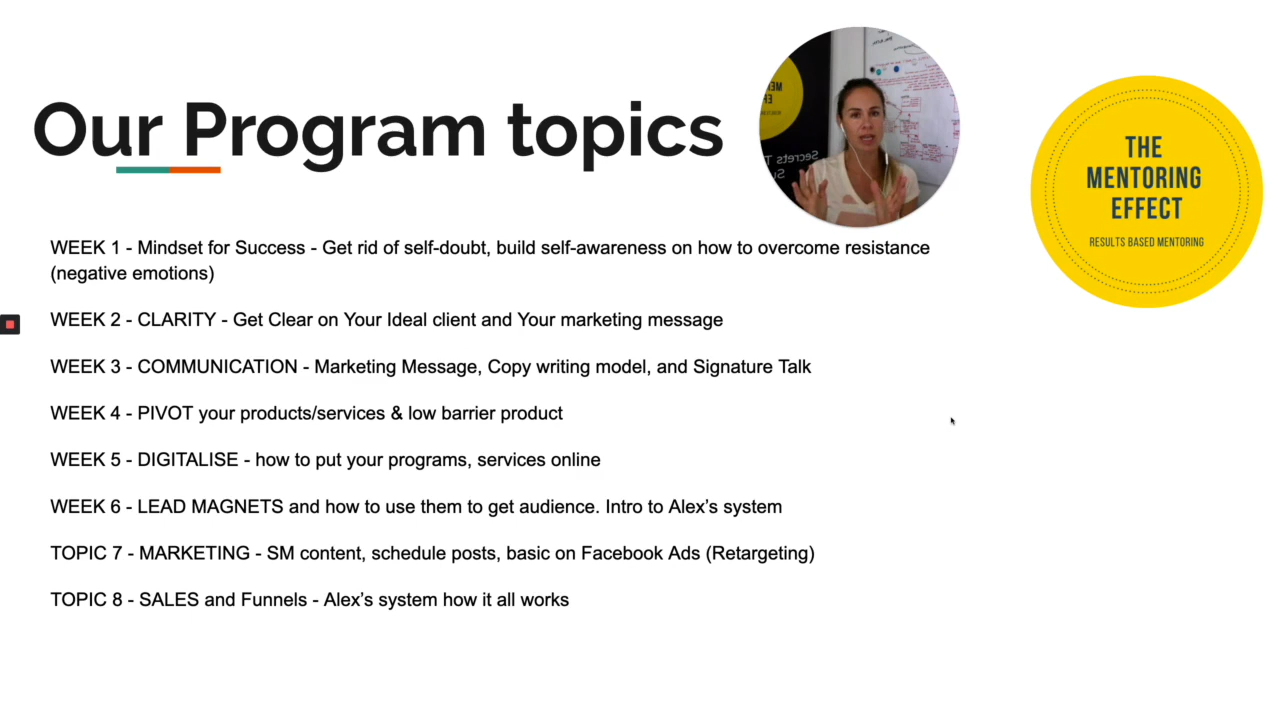 Our Program topics
THE
MENTORING
EFFECT
RESULTS BASED MENTORING
WEEK 1 - Mindset for Success - Get rid of self-doubt, build self-awareness on how to overcome resistance
(negative emotions)
WEEK 2 - CLARITY - Get Clear on Your Ideal client and Your marketing message
WEEK 3 - COMMUNICATION - Marketing Message, Copy writing model, and Signature Talk
WEEK 4 - PIVOT your products/services & low barrier product
WEEK 5 - DIGITALISE - how to put your programs, services online
WEEK 6 - LEAD MAGNETS and how to use them to get audience. Intro to Alex’s system
TOPIC 7 - MARKETING - SM content, schedule posts, basic on Facebook Ads (Retargeting)
TOPIC 8 - SALES and Funnels - Alex’s system how it all works
Secrets